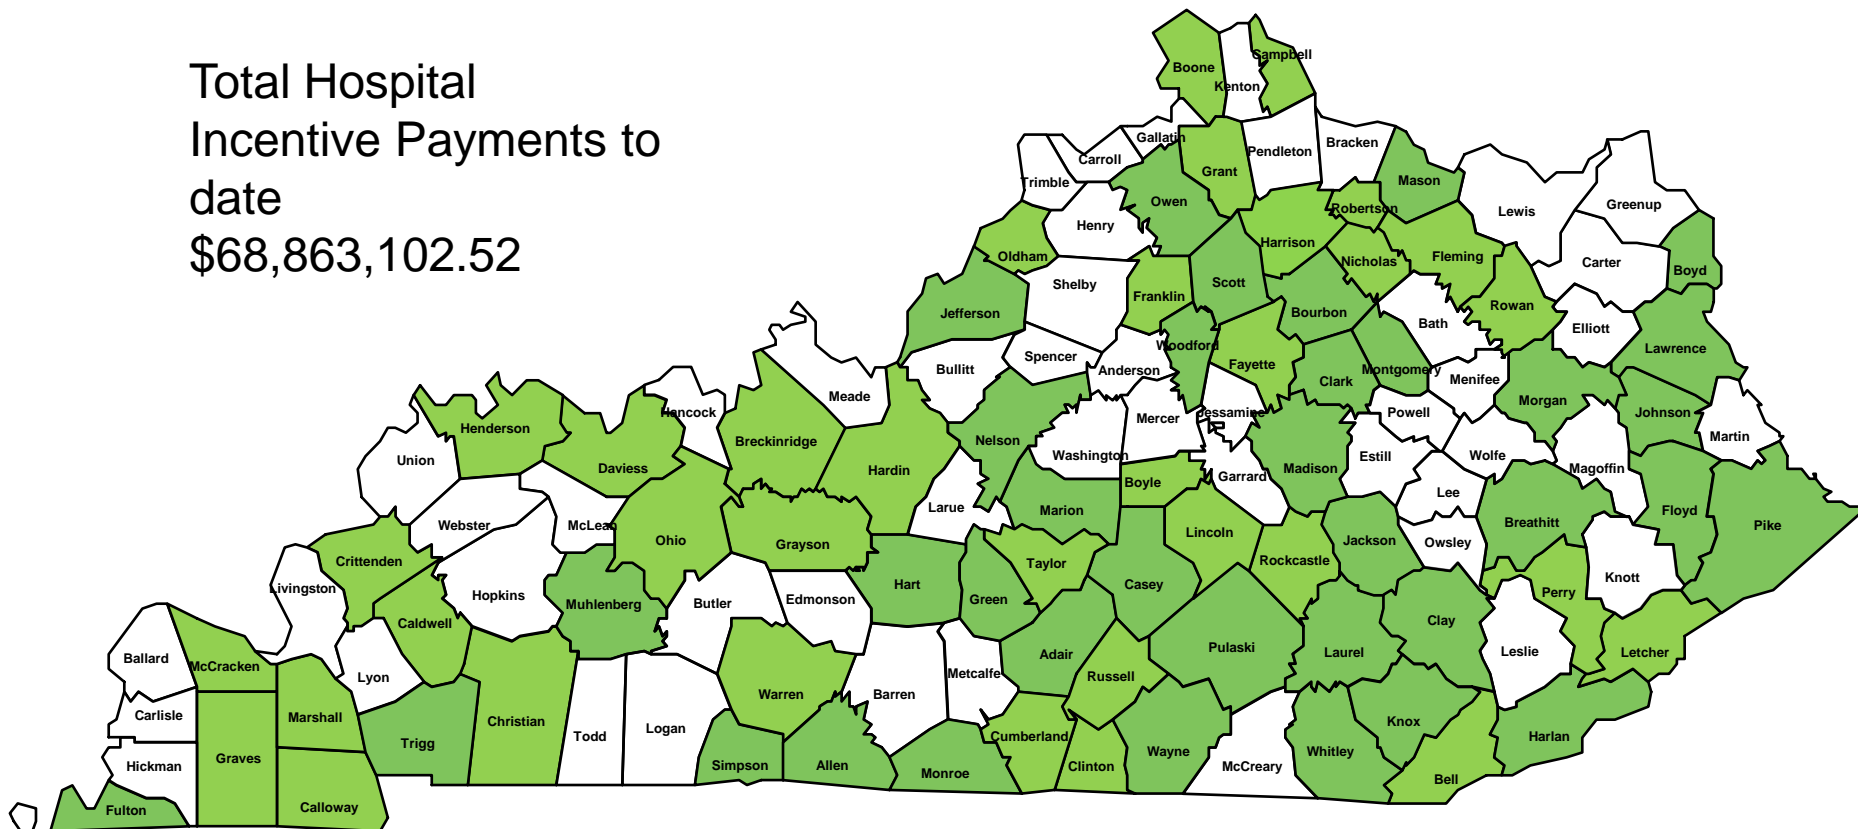 Total Hospital
Incentive Payments to
date
$68,863,102.52
Boone
Campbell
Kenton
Gallatin
Carroll
Grant
Pendleton
Bracken
Trimble
Owen
Mason
Henry
Robertson
Lewis
Greenup
Oldham
Harrison
Nicholas
Fleming
Carter
Boyd
Shelby
Franklin
Scott
Jefferson
Bourbon
Bath
Rowan
Elliott
Woodford
Lawrence
Spencer
Anderson
Fayette
Bullitt
Clark
Montgomery
Menifee
Meade
Morgan
Hancock
Mercer
Jessamine
Powell
Johnson
Henderson
Breckinridge
Nelson
Martin
Union
Daviess
Hardin
Washington
Madison
Estill
Wolfe
Magoffin
Boyle
Garrard
Lee
Webster
McLean
Larue
Marion
Breathitt
Floyd
Pike
Ohio
Grayson
Lincoln
Jackson
Owsley
Crittenden
Taylor
Rockcastle
Knott
Livingston
Hopkins
Muhlenberg
Butler
Edmonson
Hart
Green
Casey
Perry
Caldwell
Clay
Ballard
McCracken
Lyon
Adair
Pulaski
Laurel
Leslie
Letcher
Metcalfe
Russell
Carlisle
Marshall
Christian
Warren
Barren
Trigg
Todd
Logan
Knox
Cumberland
Wayne
Whitley
Harlan
Hickman
Graves
Simpson
Allen
Monroe
Clinton
McCreary
Bell
Fulton
Calloway